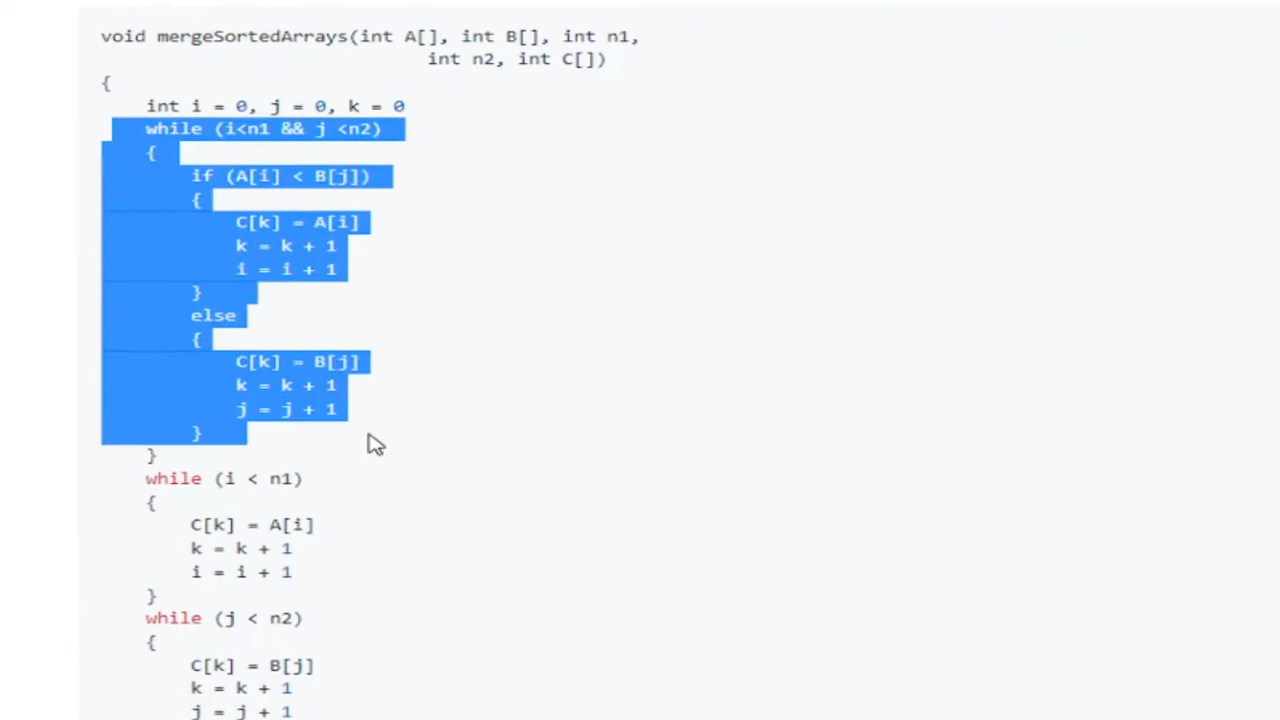 void mergeSortedArrays(int A[], int B[], int n1,
int n2, int C[])
{
int i = 0, j = 0, k = 0
while (i<n1 && j <n2)
{
if (A[i] < B[j])
{
C[k] = A[i]
k = k + 1
i = i + 1
}
else
{
C[k] = B[j]
k = k + 1
j = j + 1
}
}
while (i < n1)
{
C[k] = A[i]
k = k + 1
i = i + 1
}
while (j < n2)
{
C[k] = B[j]
k = k + 1
j = j + 1